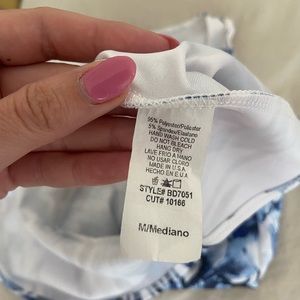 95% Polyester/Poliester
5% Spandex/Elastano
HAND WASH COLD
DO NOT BLEACH
HANG DRY
LAVE FRIO A MANO
NO USAR CLORO
MADE IN U.S.A
HECHO EN E.U.A
STYLE# BD7051
CUT# 10166
M/Mediano